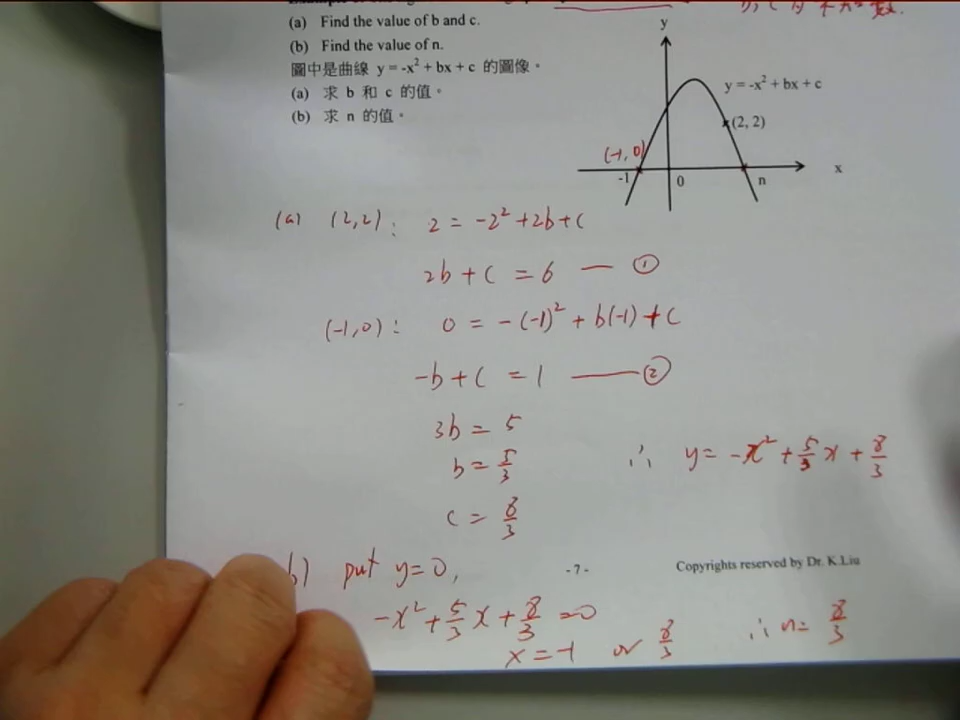 (a) Find the value of b and c.
(b) Find the value of n.
圖中是曲線 y = -x² + bx + c 的圖像。
(a) 求 b 和 c 的值。
(b) 求 n 的值。
y
y = -x² + bx + c
(2, 2)
(-1, 0)
-1
0
n
x
(a) (2,2): 2 = -2² + 2b + c
2b + c = 6 — ①
(-1,0): 0 = -(-1)² + b(-1) + c
-b + c = 1 — ②
3b = 5
b = 5/3
∴ y = -x² + 5/3 x + 8/3
c = 8/3
b) put y=0,
-7-
Copyrights reserved by Dr. K.Liu
-x² + 5/3 x + 8/3 = 0
x = -1 or 8/3
∴ n = 8/3